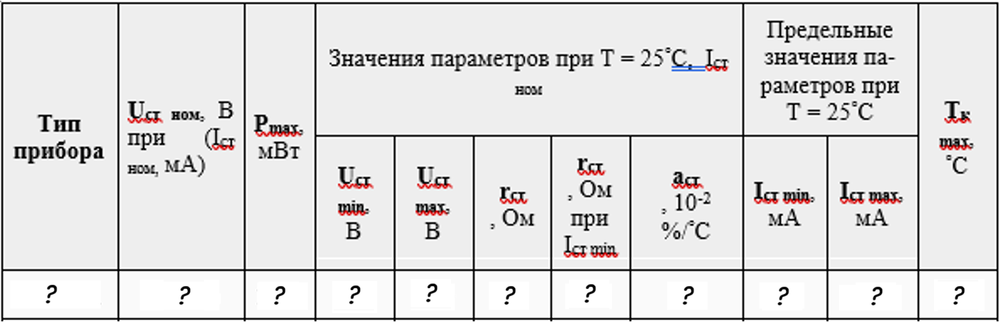 Тип
прибора
Uст ном, В
при (Iст
ном, мА)
Pmax,
мВт
Значения параметров при Т = 25°С, Iст
ном
Uст
min,
В
Uст
max,
В
rст
, Ом
rст
, Ом
при
Iст min
aст
, 10-2
%/°С
Предельные
значения па-
раметров при
Т = 25°С
Iст min,
мА
Iст max,
мА
Тк
max,
°С
? ? ? ? ? ? ? ? ? ? ?